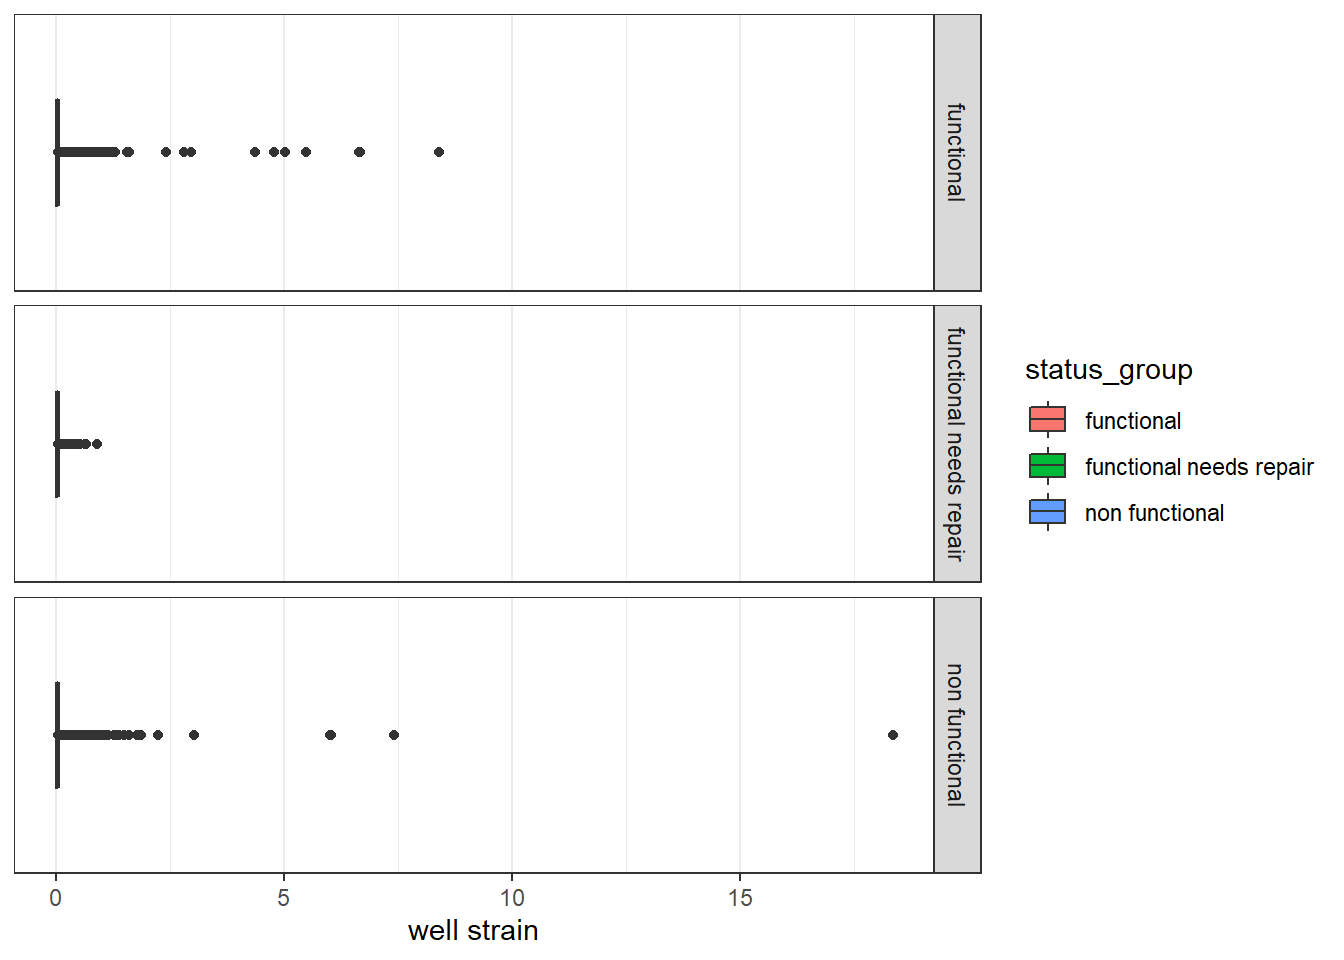 functional
functional needs repair
non functional
0 5 10 15
well strain
status_group
functional
functional needs repair
non functional